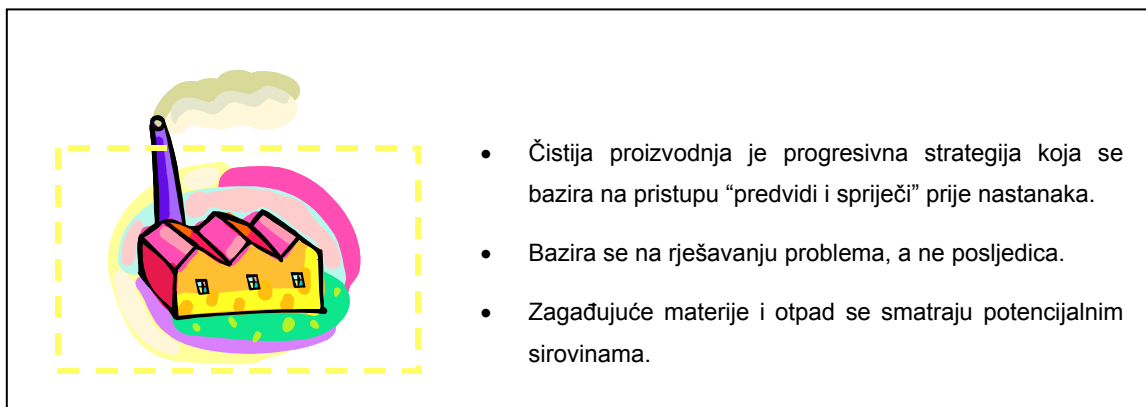 • Čistija proizvodnja je progresivna strategija koja se
bazira na pristupu “predvidi i spriječi” prije nastanaka.
• Bazira se na rješavanju problema, a ne posljedica.
• Zagađujuće materije i otpad se smatraju potencijalnim
sirovinama.